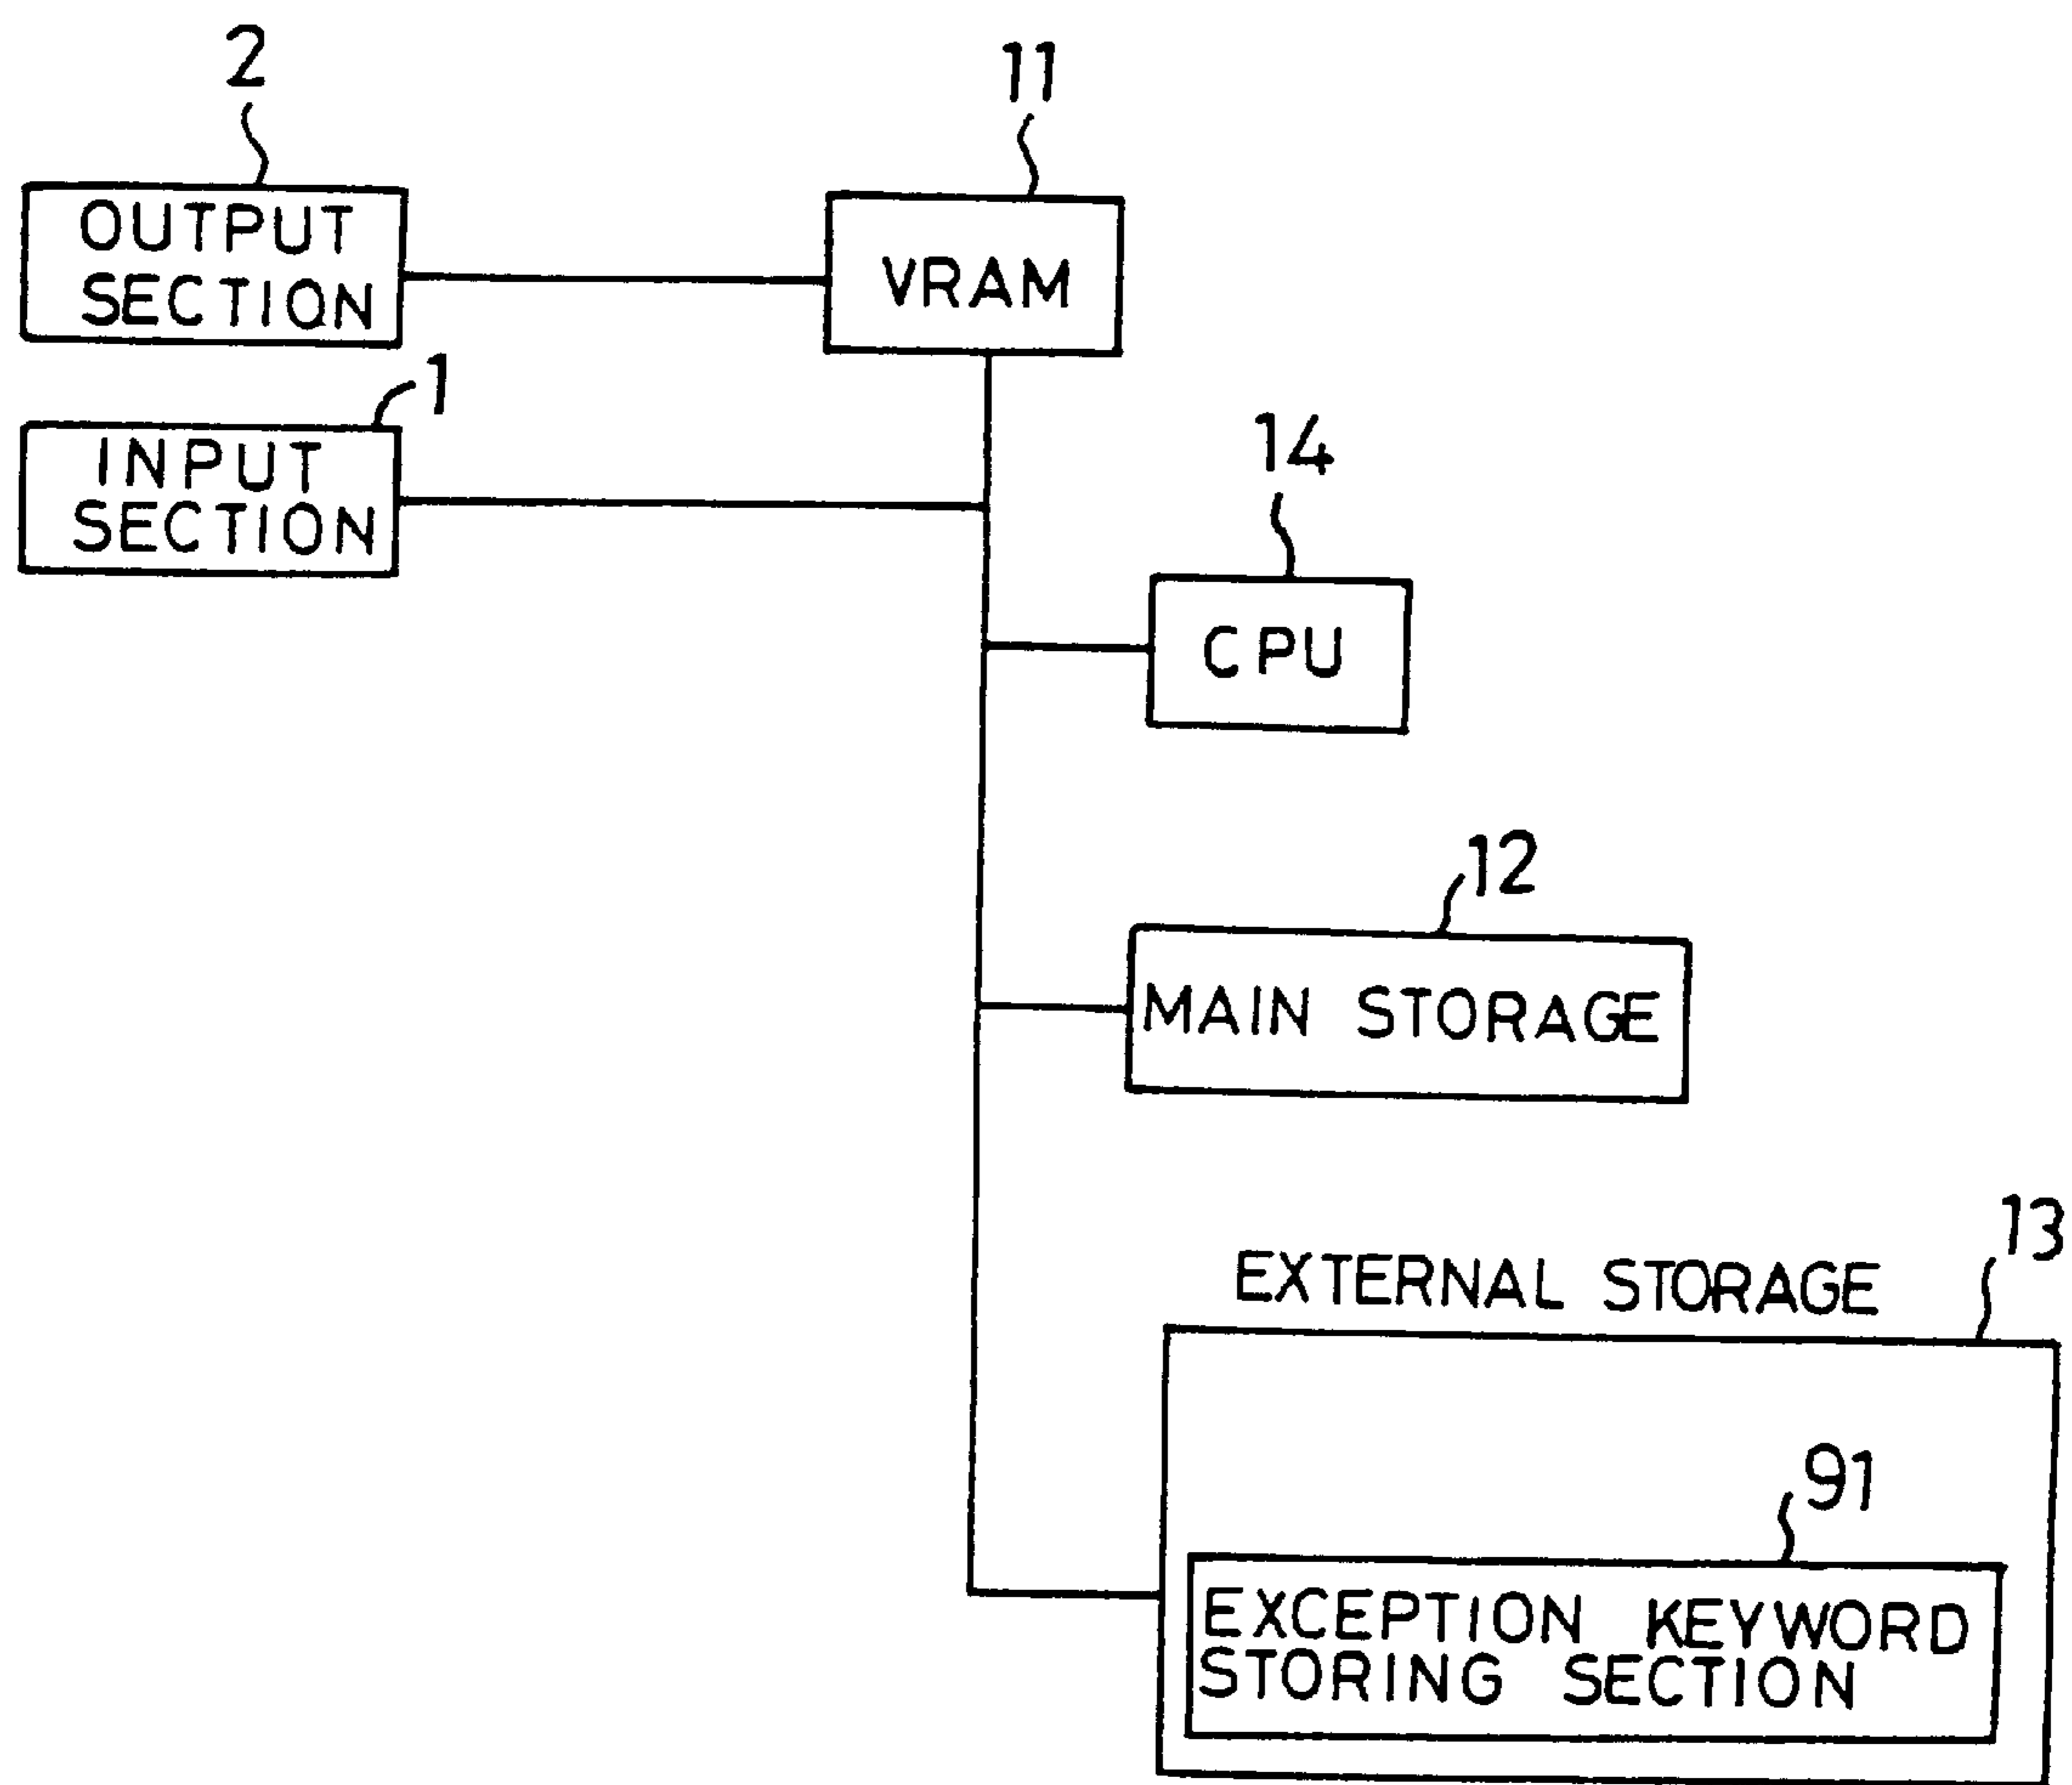 2
11
OUTPUT
SECTION
VRAM
1
INPUT
SECTION
14
CPU
12
MAIN STORAGE
13
EXTERNAL STORAGE
91
EXCEPTION KEYWORD
STORING SECTION